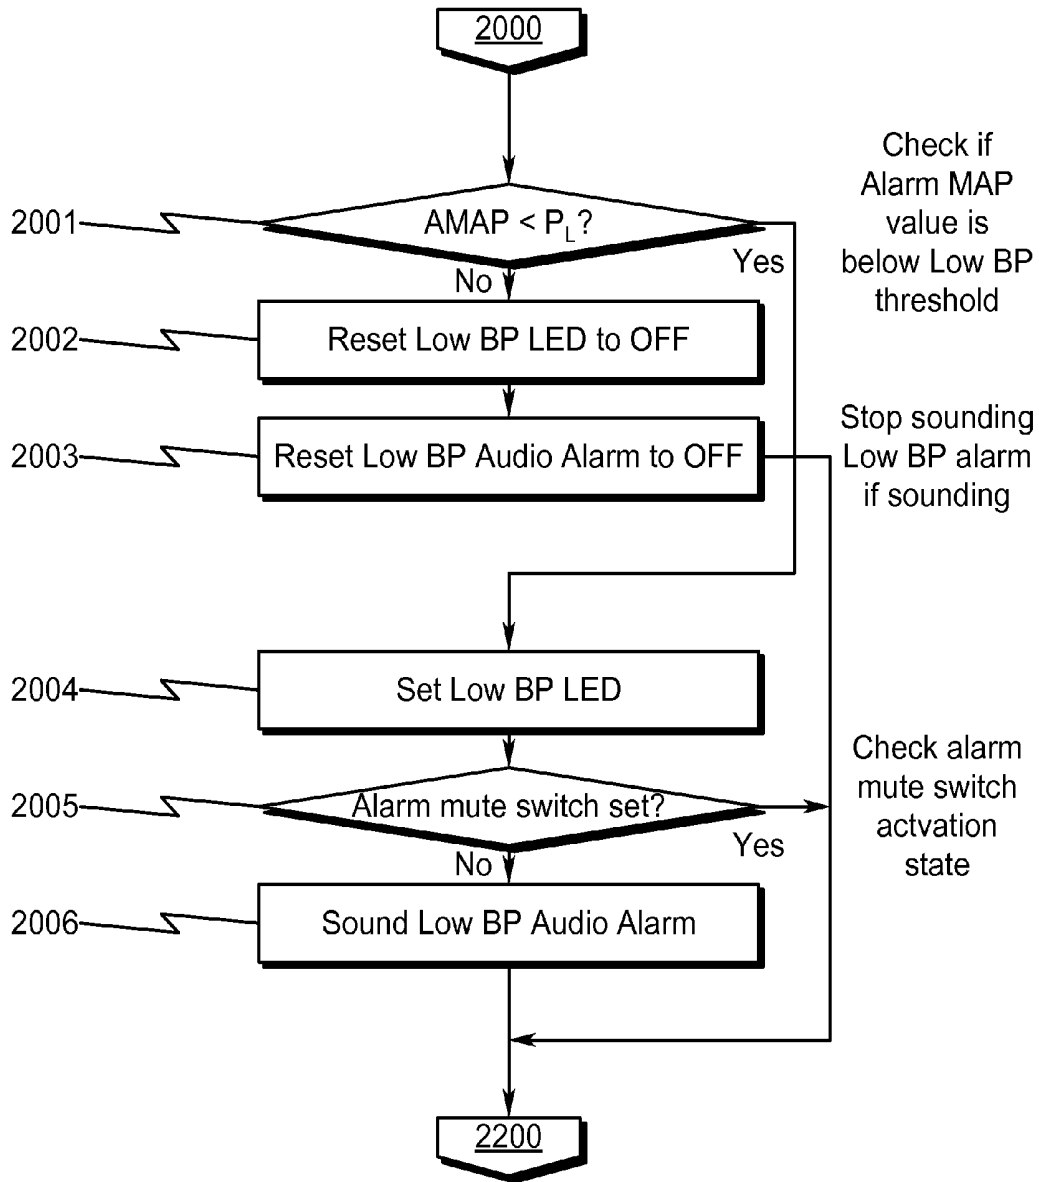 2000
Check if
Alarm MAP
value is
below Low BP
threshold
2001
AMAP < PL?
Yes
No
2002
Reset Low BP LED to OFF
2003
Reset Low BP Audio Alarm to OFF
Stop sounding
Low BP alarm
if sounding
2004
Set Low BP LED
Check alarm
mute switch
actvation
state
2005
Alarm mute switch set?
Yes
No
2006
Sound Low BP Audio Alarm
2200